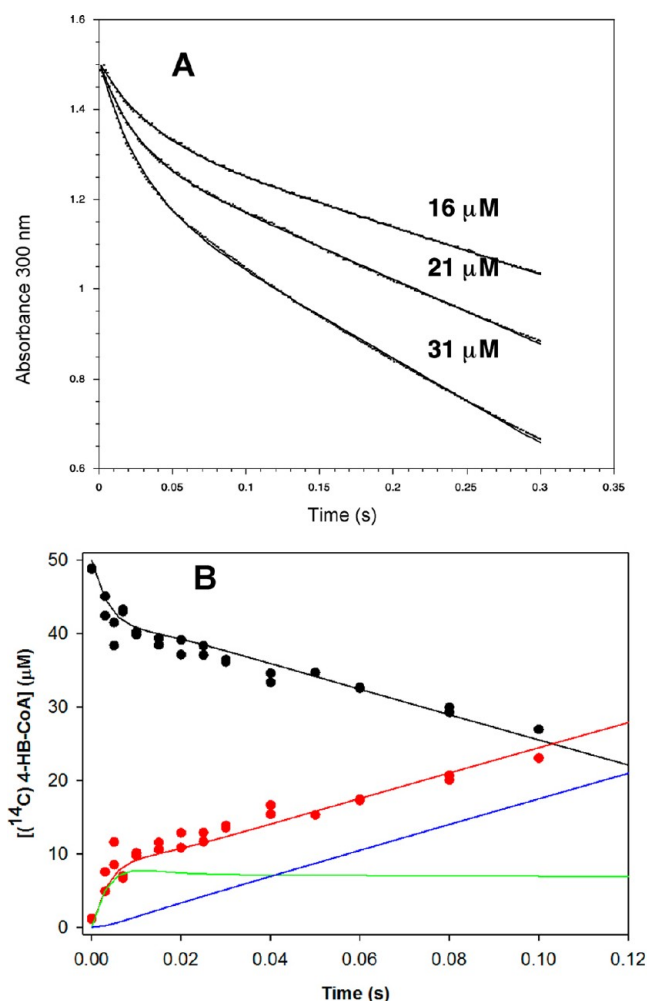 A
1.6
1.4
1.2
1
0.8
0.6
Absorbance 300 nm
16 μM
21 μM
31 μM
0 0.05 0.1 0.15 0.2 0.25 0.3 0.35
Time (s)
B
50
40
30
20
10
0
[(¹⁴C) 4-HB-CoA] (μM)
0.00 0.02 0.04 0.06 0.08 0.10 0.12
Time (s)